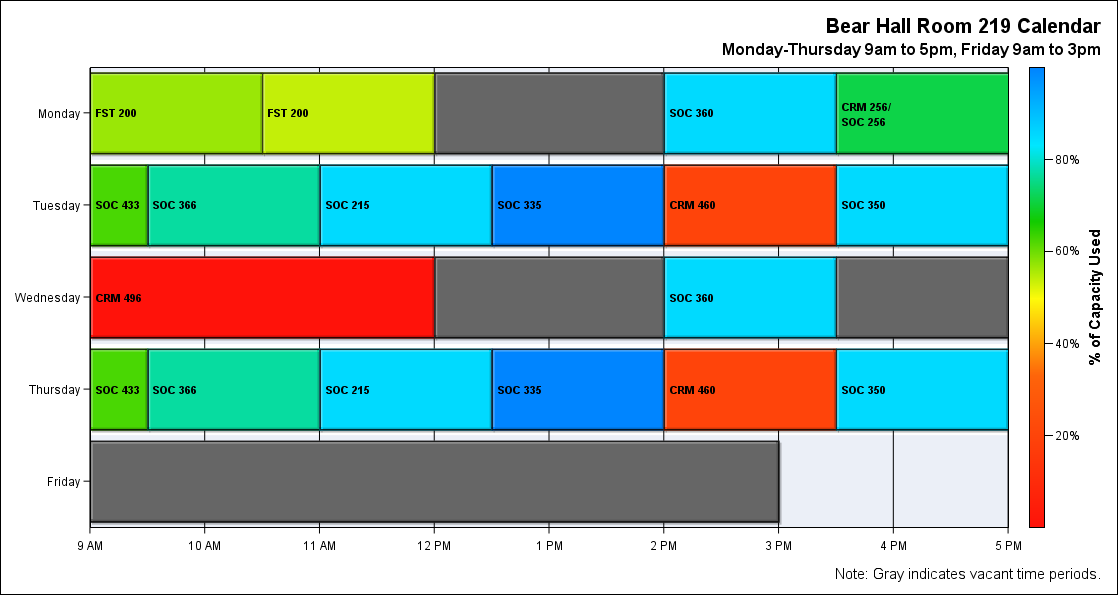 Bear Hall Room 219 Calendar
Monday-Thursday 9am to 5pm, Friday 9am to 3pm
Monday
FST 200
FST 200
SOC 360
CRM 256/
SOC 256
Tuesday
SOC 433
SOC 366
SOC 215
SOC 335
CRM 460
SOC 350
Wednesday
CRM 496
SOC 360
Thursday
SOC 433
SOC 366
SOC 215
SOC 335
CRM 460
SOC 350
Friday
9 AM
10 AM
11 AM
12 PM
1 PM
2 PM
3 PM
4 PM
5 PM
80%
60%
40%
20%
% of Capacity Used
Note: Gray indicates vacant time periods.